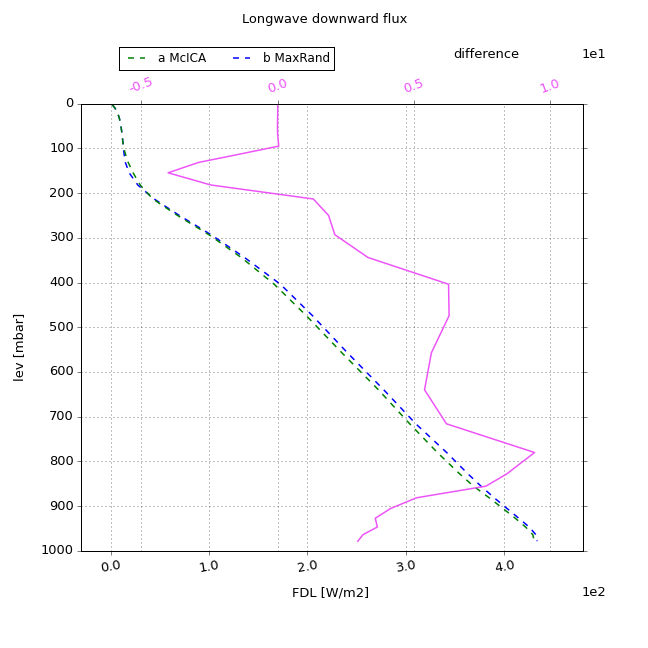 Longwave downward flux
a McICA b MaxRand difference 1e1
-0.5 0.0 0.5 1.0
0
100
200
300
400
500
600
700
800
900
1000
lev [mbar]
0.0 1.0 2.0 3.0 4.0
FDL [W/m2] 1e2